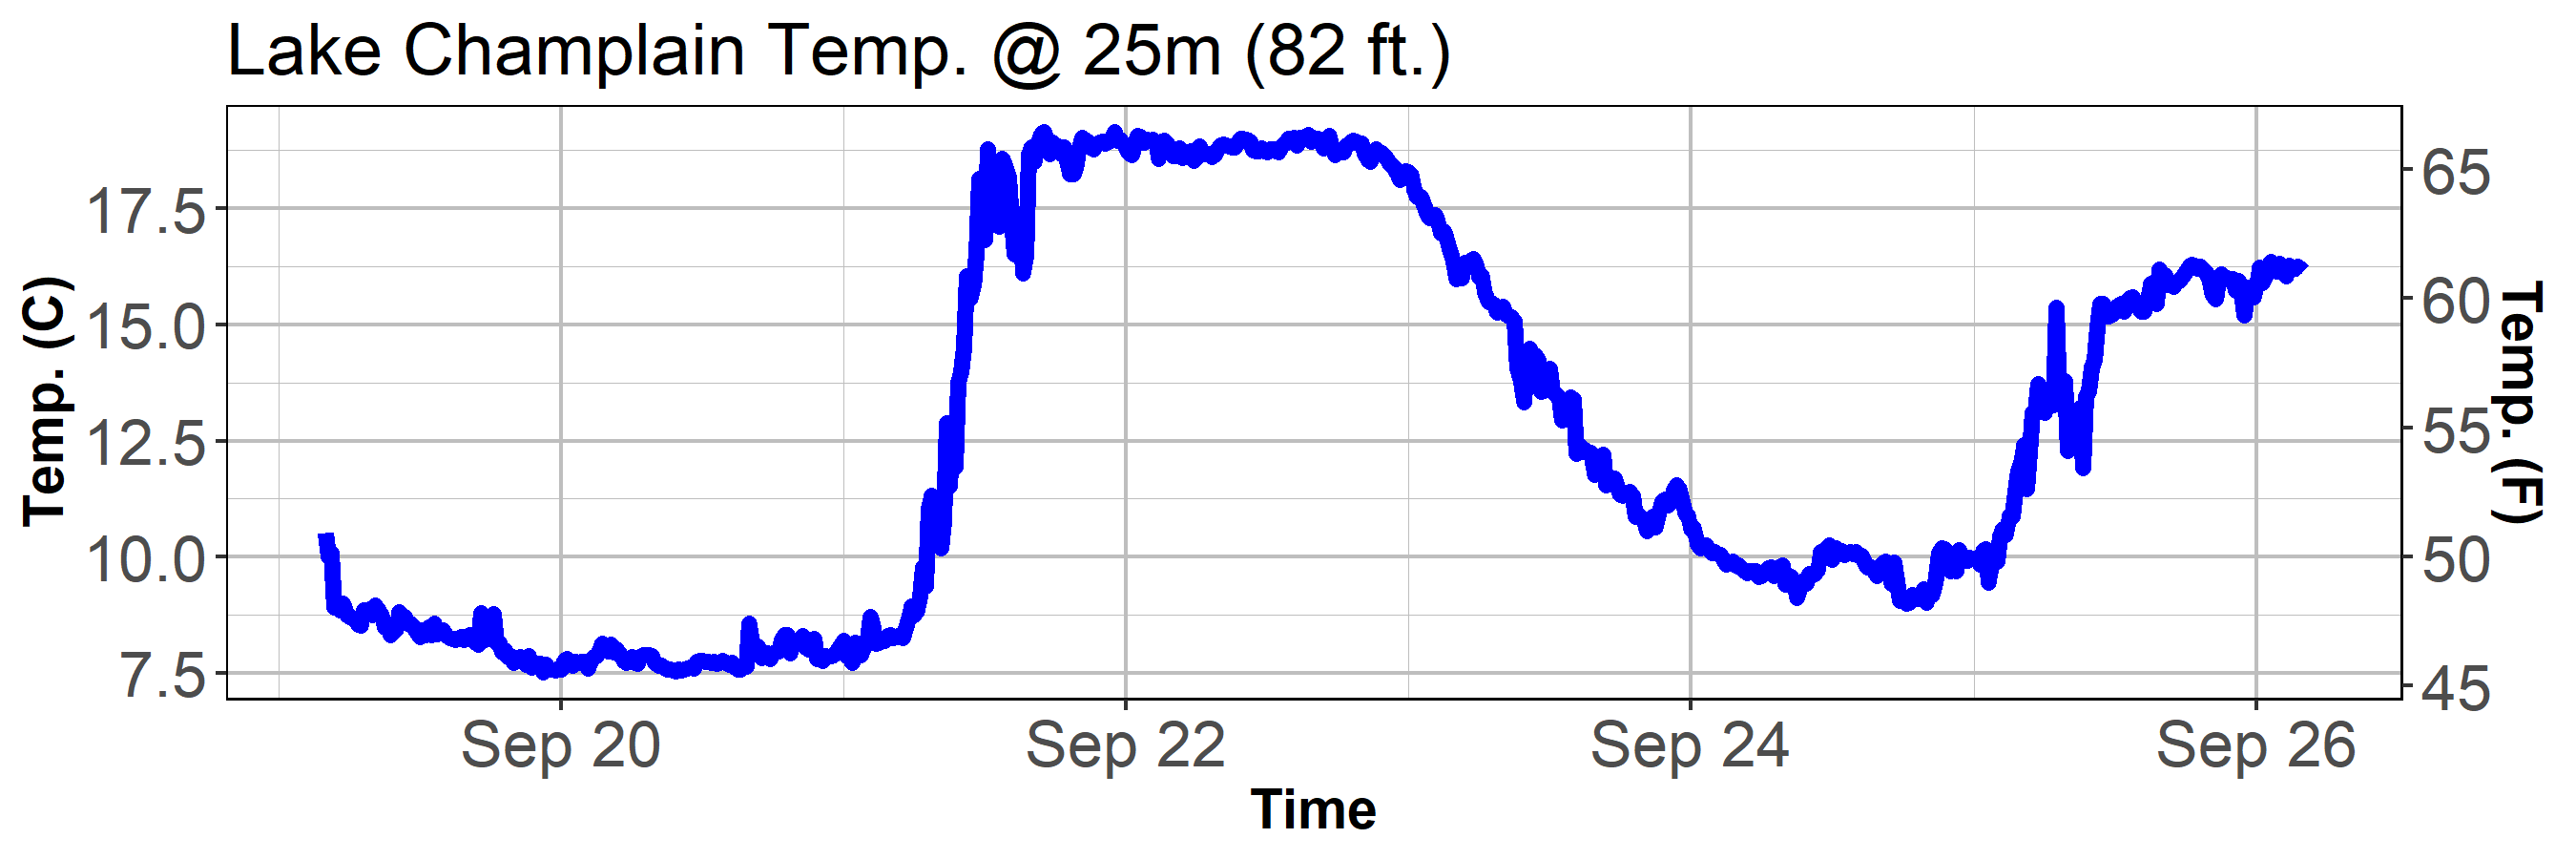 Lake Champlain Temp. @ 25m (82 ft.)
Temp. (C)
17.5
15.0
12.5
10.0
7.5
65
60
55
50
45
Temp. (F)
Sep 20
Sep 22
Sep 24
Sep 26
Time